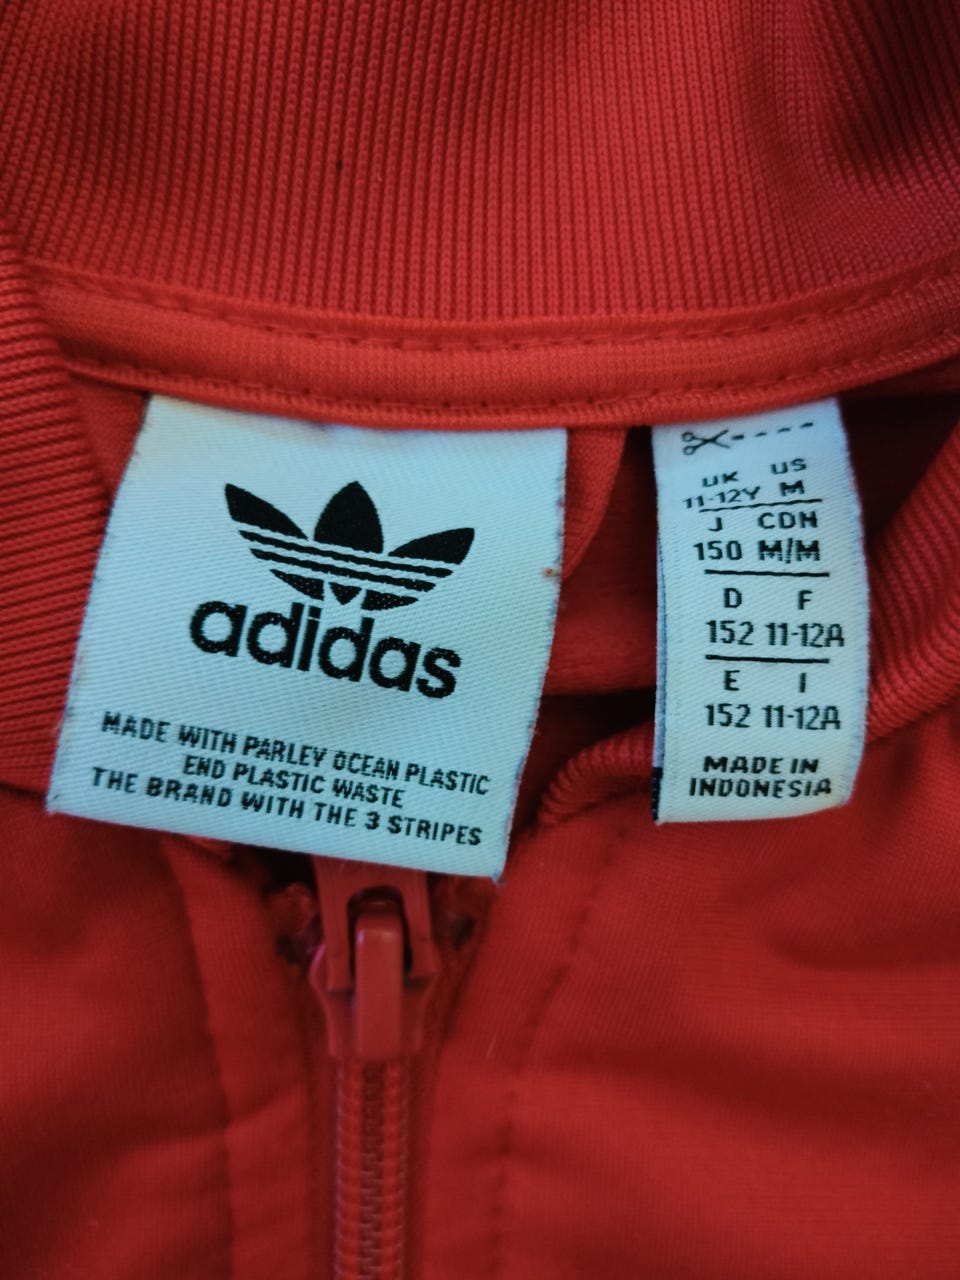 adidas
MADE WITH PARLEY OCEAN PLASTIC
END PLASTIC WASTE
THE BRAND WITH THE 3 STRIPES
UK US
11-12Y M
J CDN
150 M/M
D F
152 11-12A
E I
152 11-12A
MADE IN
INDONESIA